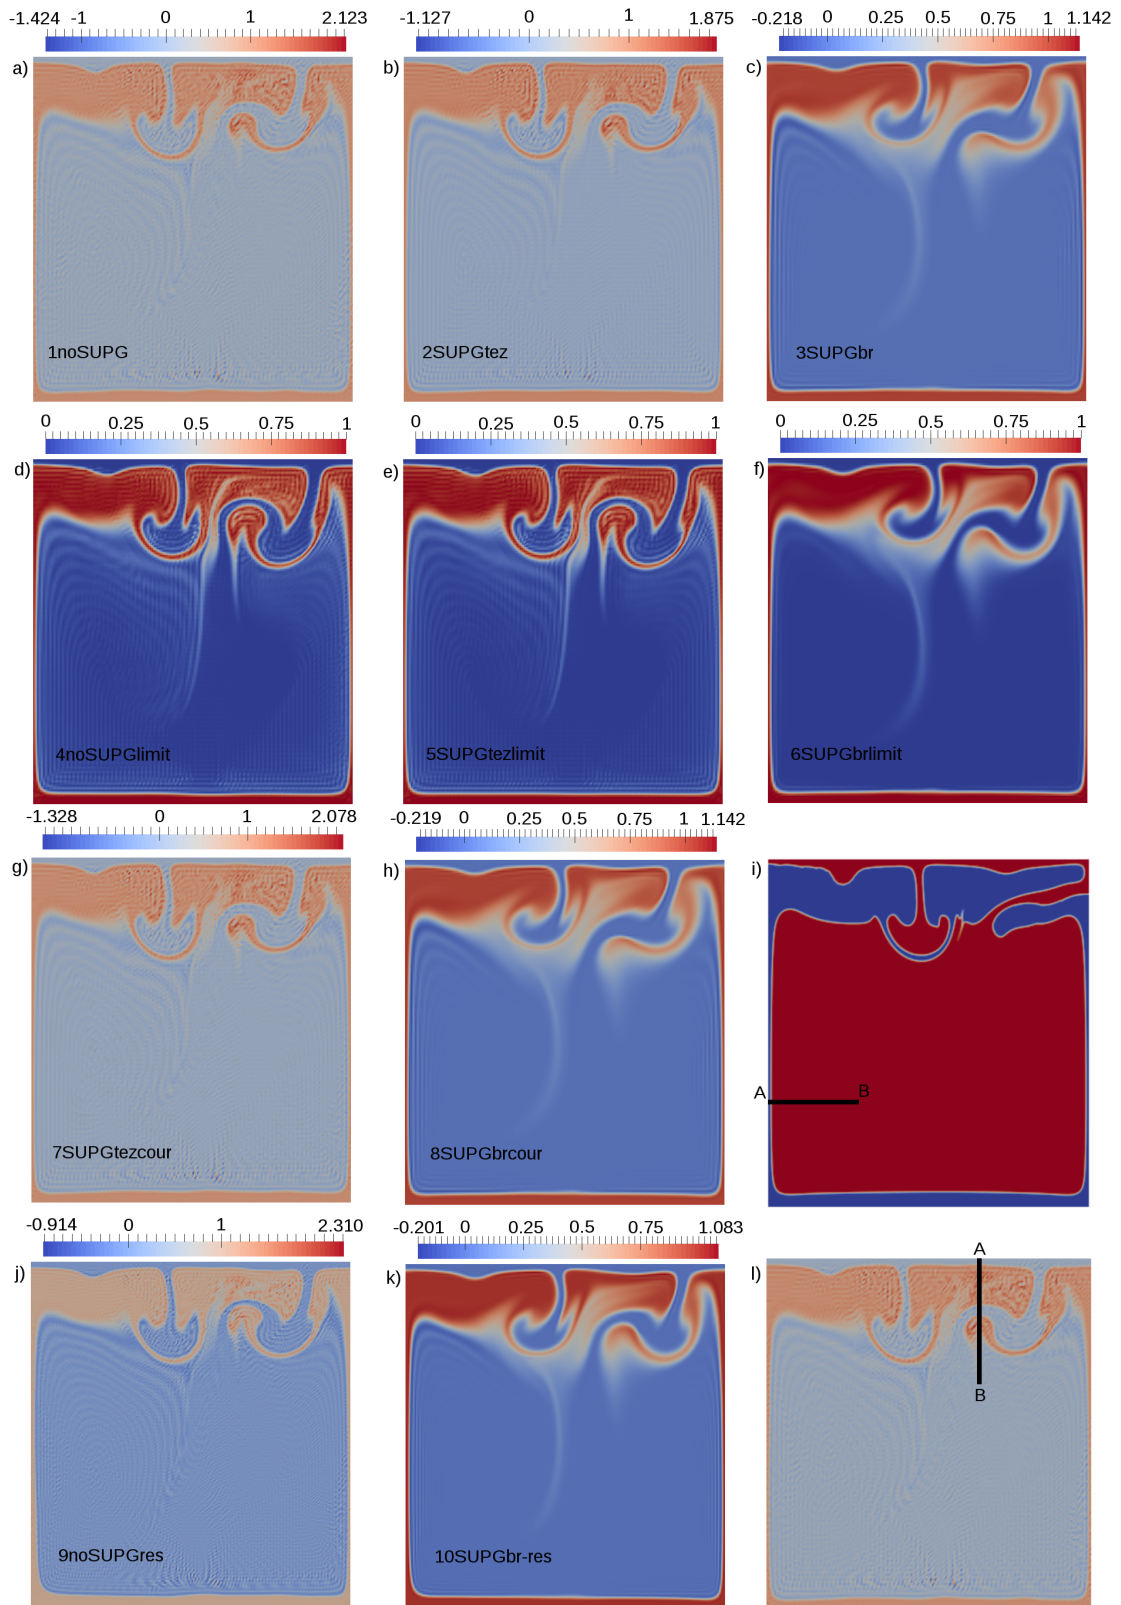 -1.424 -1 0 1 2.123
-1.127 0 1 1.875
-0.218 0 0.25 0.5 0.75 1 1.142
a)
b)
c)
1noSUPG
2SUPGtez
3SUPGbr
0 0.25 0.5 0.75 1
0 0.25 0.5 0.75 1
0 0.25 0.5 0.75 1
d)
e)
f)
4noSUPGlimit
5SUPGtezlimit
6SUPGbrlimit
-1.328 0 1 2.078
-0.219 0 0.25 0.5 0.75 1 1.142
g)
h)
i)
A B
7SUPGtezcour
8SUPGbrcour
-0.914 0 1 2.310
-0.201 0 0.25 0.5 0.75 1.083
A
j)
k)
l)
B
9noSUPGres
10SUPGbr-res